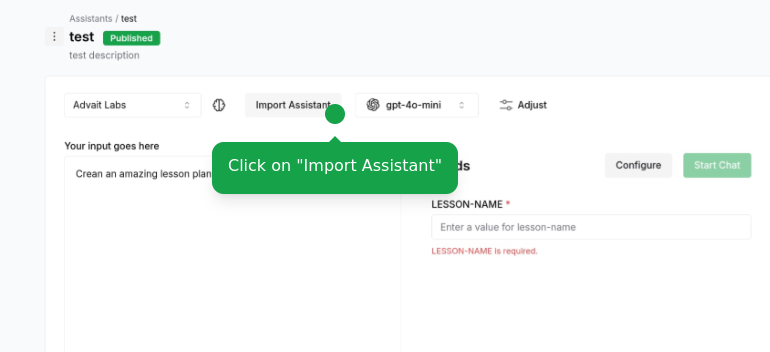 Assistants / test
test Published
test description
Advait Labs Import Assistant gpt-4o-mini Adjust
Click on "Import Assistant"
Your input goes here
Crean an amazing lesson plan
Configure Start Chat
LESSON-NAME *
Enter a value for lesson-name
LESSON-NAME is required.